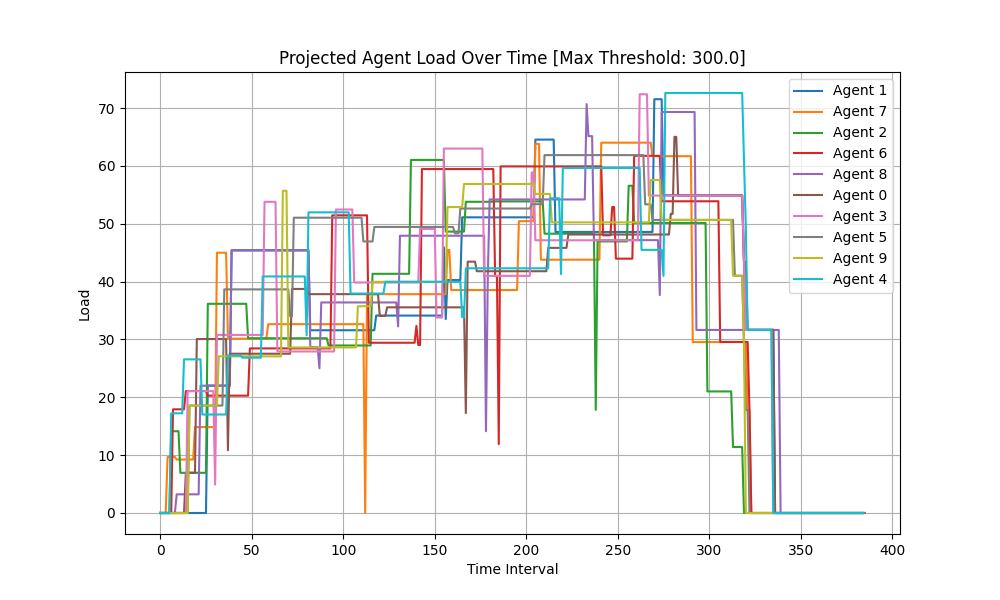 Projected Agent Load Over Time [Max Threshold: 300.0]
Load
70
60
50
40
30
20
10
0
0 50 100 150 200 250 300 350 400
Time Interval
Agent 1
Agent 7
Agent 2
Agent 6
Agent 8
Agent 0
Agent 3
Agent 5
Agent 9
Agent 4